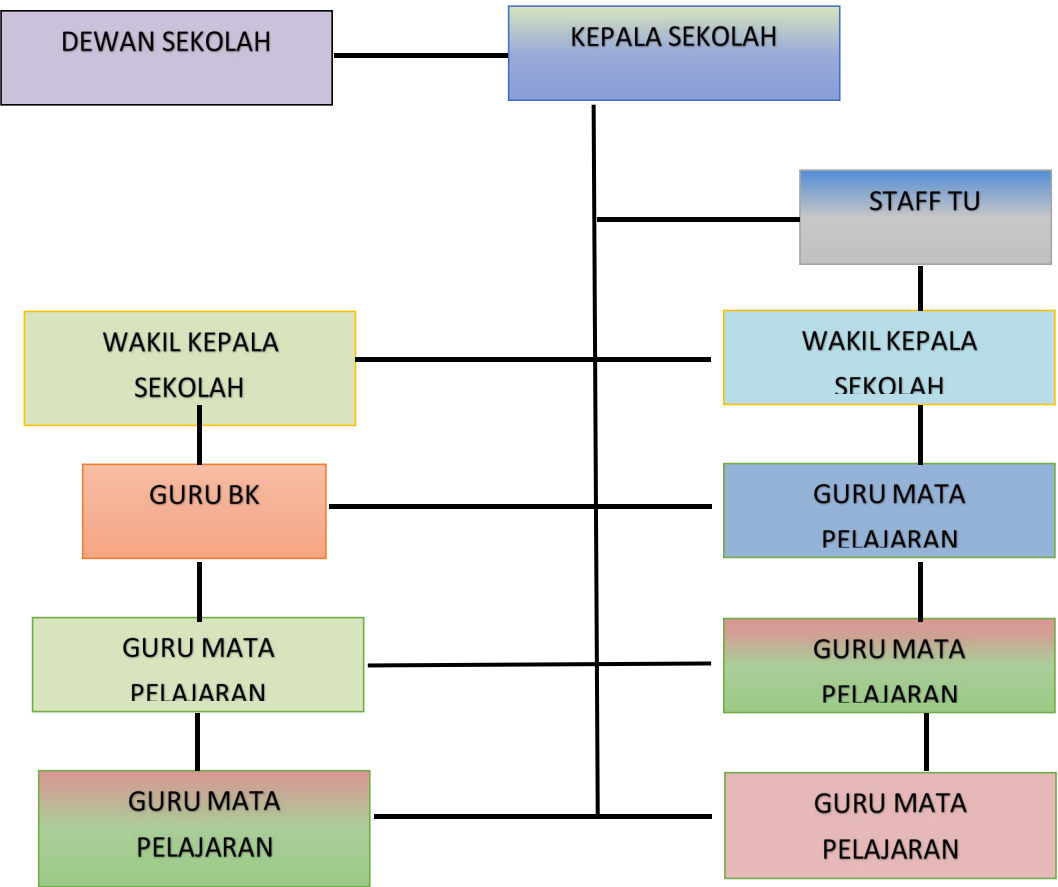 DEWAN SEKOLAH
KEPALA SEKOLAH
STAFF TU
WAKIL KEPALA
SEKOLAH
WAKIL KEPALA
SEKOLAH
GURU BK
GURU MATA
PELAJARAN
GURU MATA
PELAJARAN
GURU MATA
PELAJARAN
GURU MATA
PELAJARAN
GURU MATA
PELAJARAN